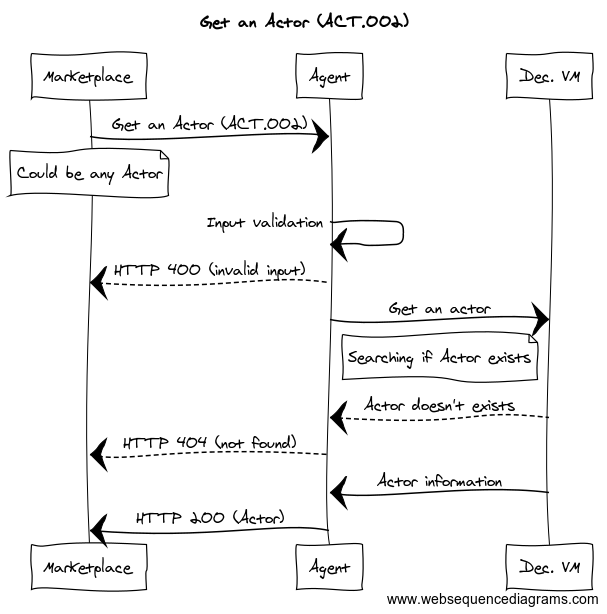 Get an Actor (ACT.002)
Marketplace
Agent
Dec. VM
Get an Actor (ACT.002)
Could be any Actor
Input validation
HTTP 400 (invalid input)
Get an actor
Searching if Actor exists
Actor doesn't exists
HTTP 404 (not found)
Actor information
HTTP 200 (Actor)
Marketplace
Agent
Dec. VM
www.websequencediagrams.com